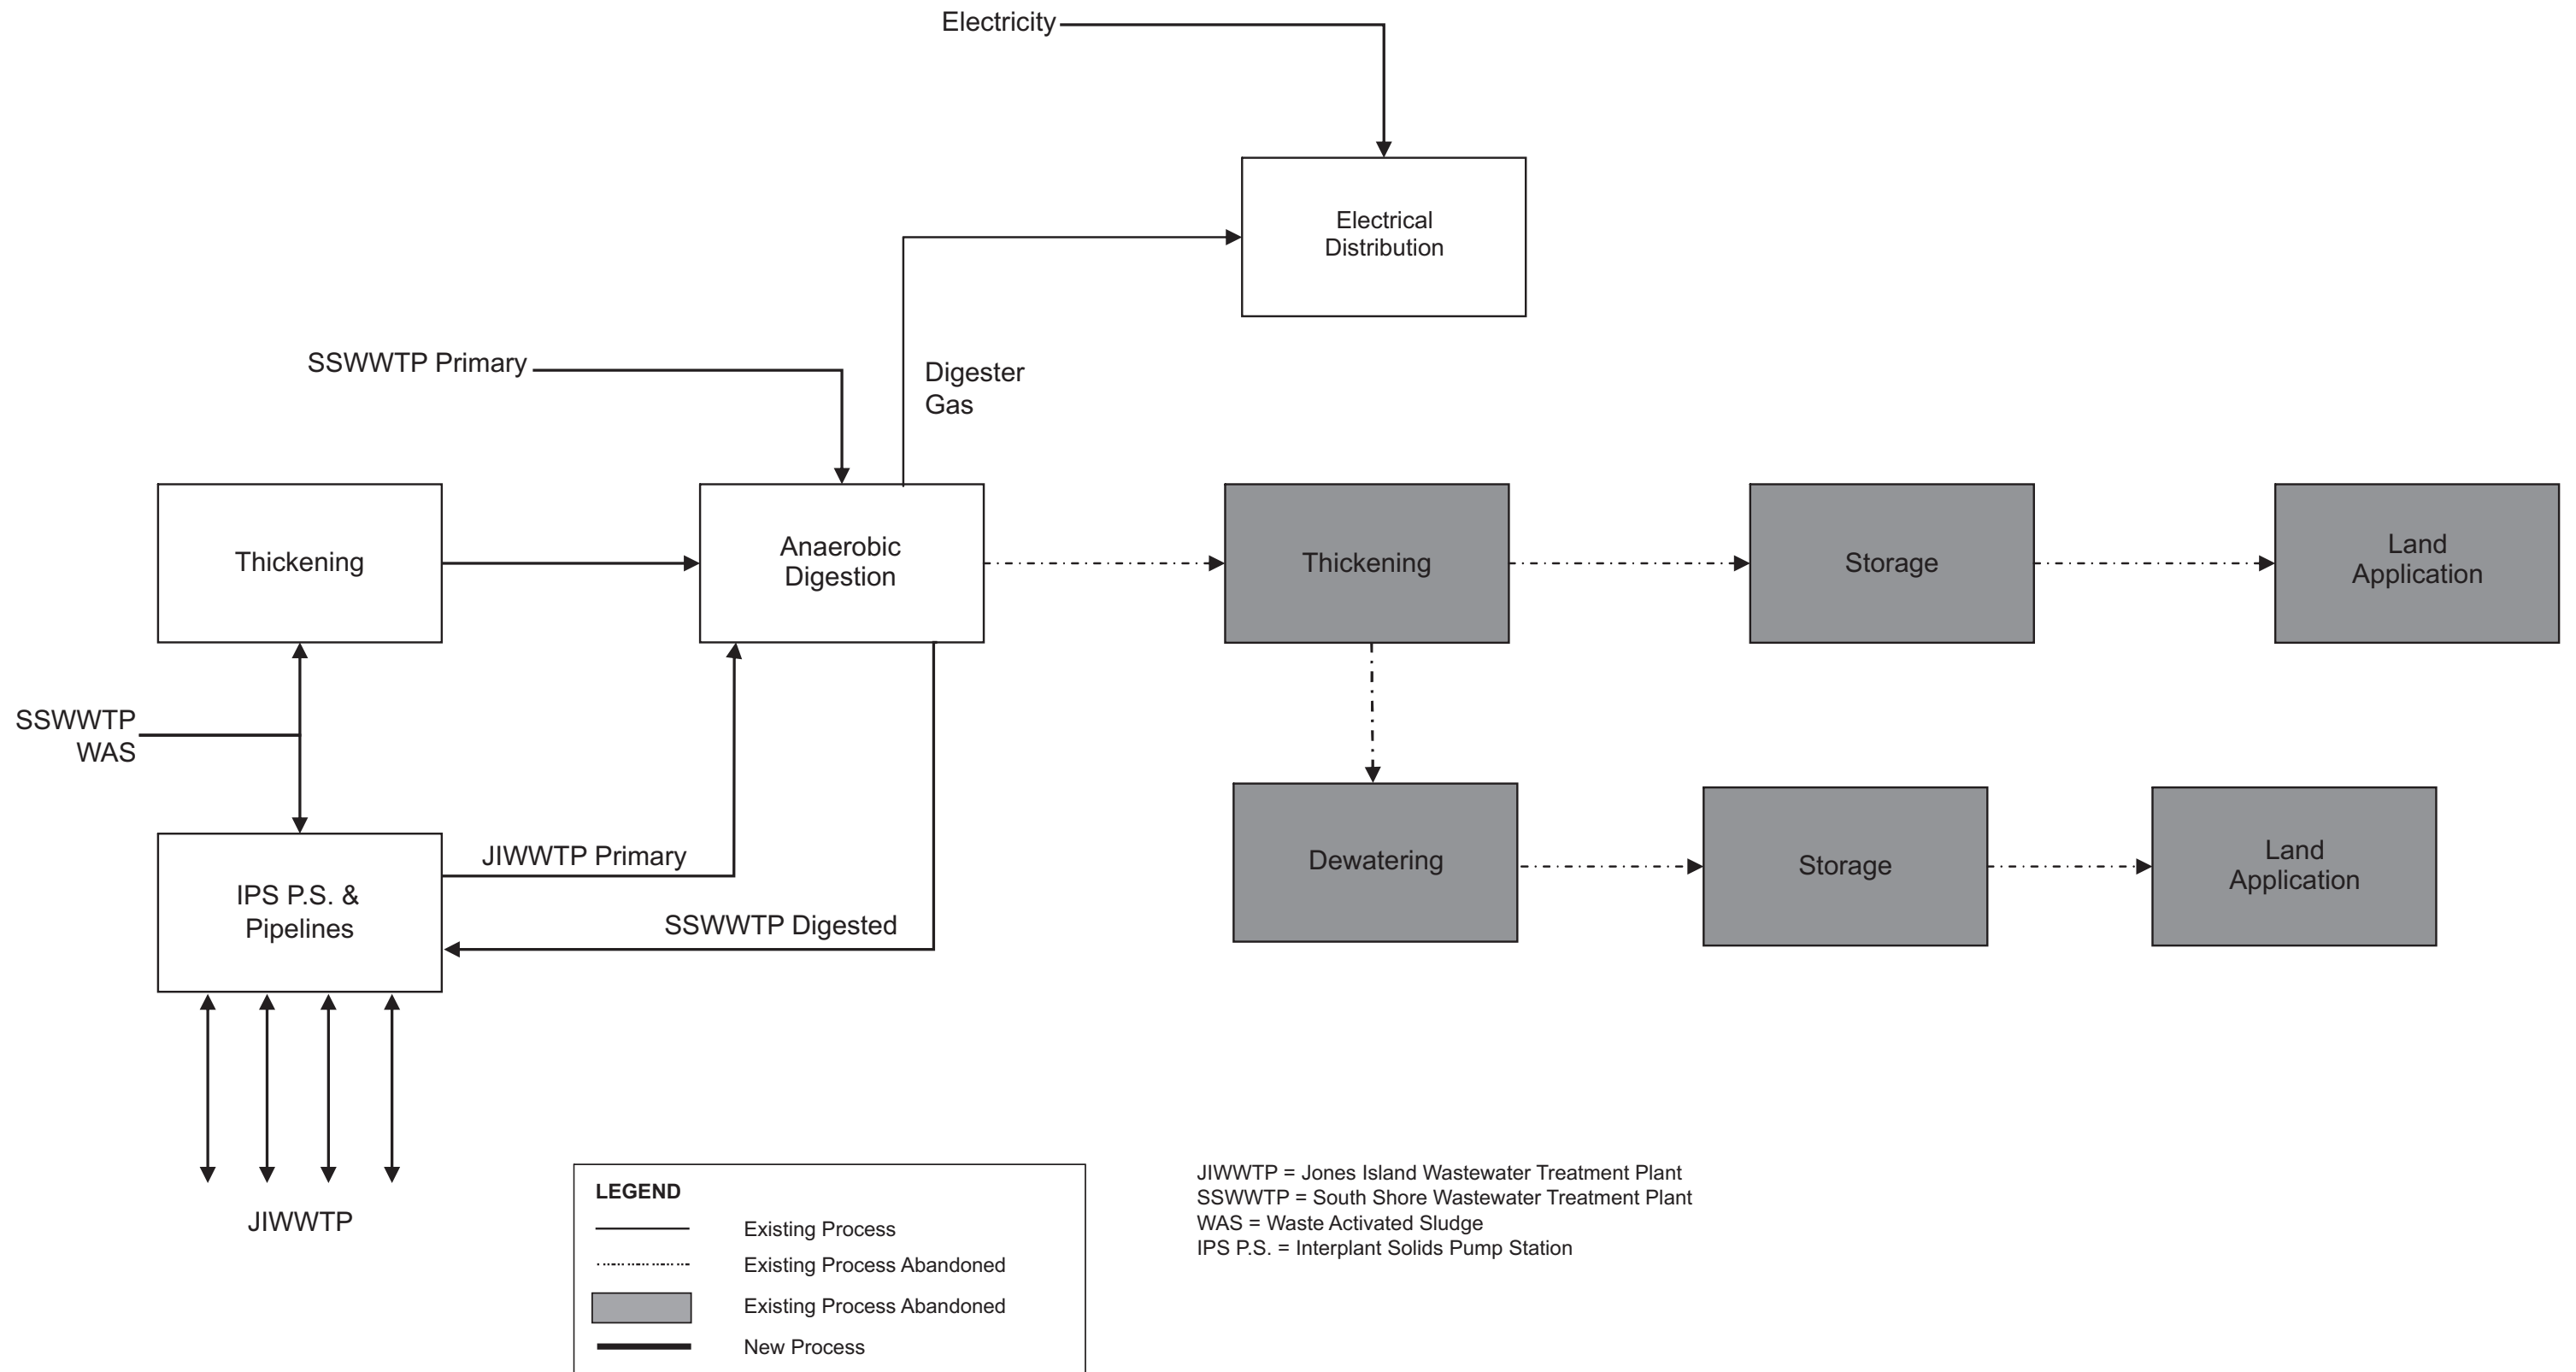 Electricity
Electrical
Distribution
SSWWTP Primary
Digester
Gas
Thickening
Anaerobic
Digestion
Thickening
Storage
Land
Application
SSWWTP
WAS
JIWWTP Primary
Dewatering
Storage
Land
Application
IPS P.S. &
Pipelines
SSWWTP Digested
JIWWTP
LEGEND
Existing Process
Existing Process Abandoned
Existing Process Abandoned
New Process
JIWWTP = Jones Island Wastewater Treatment Plant
SSWWTP = South Shore Wastewater Treatment Plant
WAS = Waste Activated Sludge
IPS P.S. = Interplant Solids Pump Station